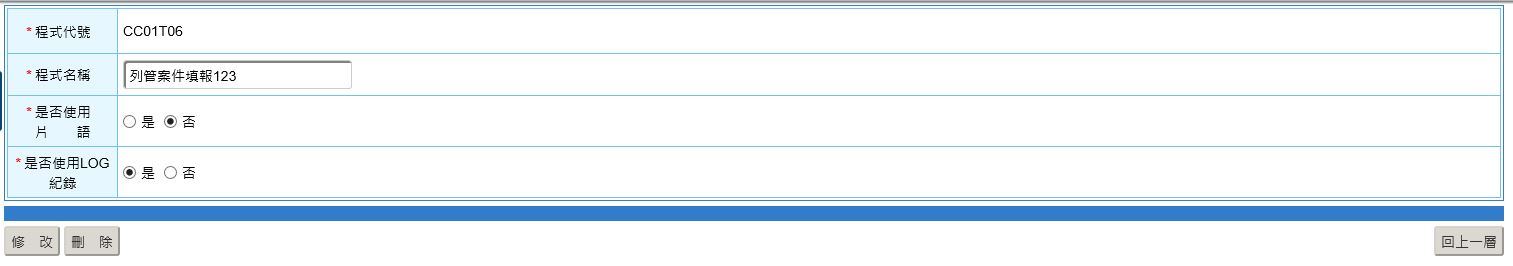 * 程式代號 CC01T06
* 程式名稱 列管案件填報123
* 是否使用
片　　語
是 否
* 是否使用LOG
紀錄
是 否
修　改 刪　除 回上一層